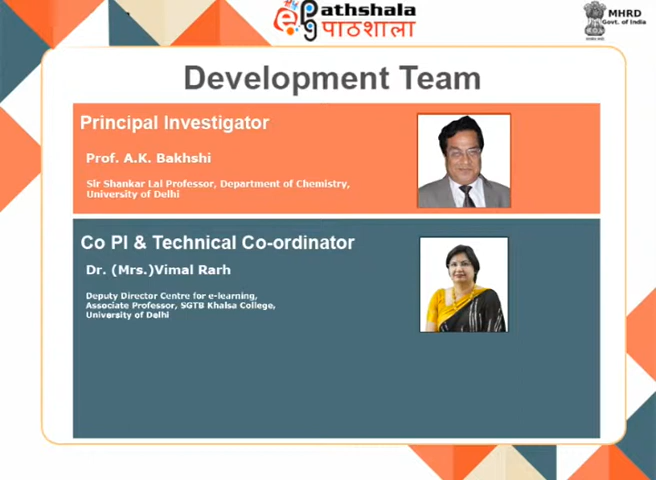 ePathshala
पाठशाला
MHRD
Govt. of India
Development Team
Principal Investigator
Prof. A.K. Bakhshi
Sir Shankar Lal Professor, Department of Chemistry,
University of Delhi
Co PI & Technical Co-ordinator
Dr. (Mrs.)Vimal Rarh
Deputy Director Centre for e-learning,
Associate Professor, SGTB Khalsa College,
University of Delhi